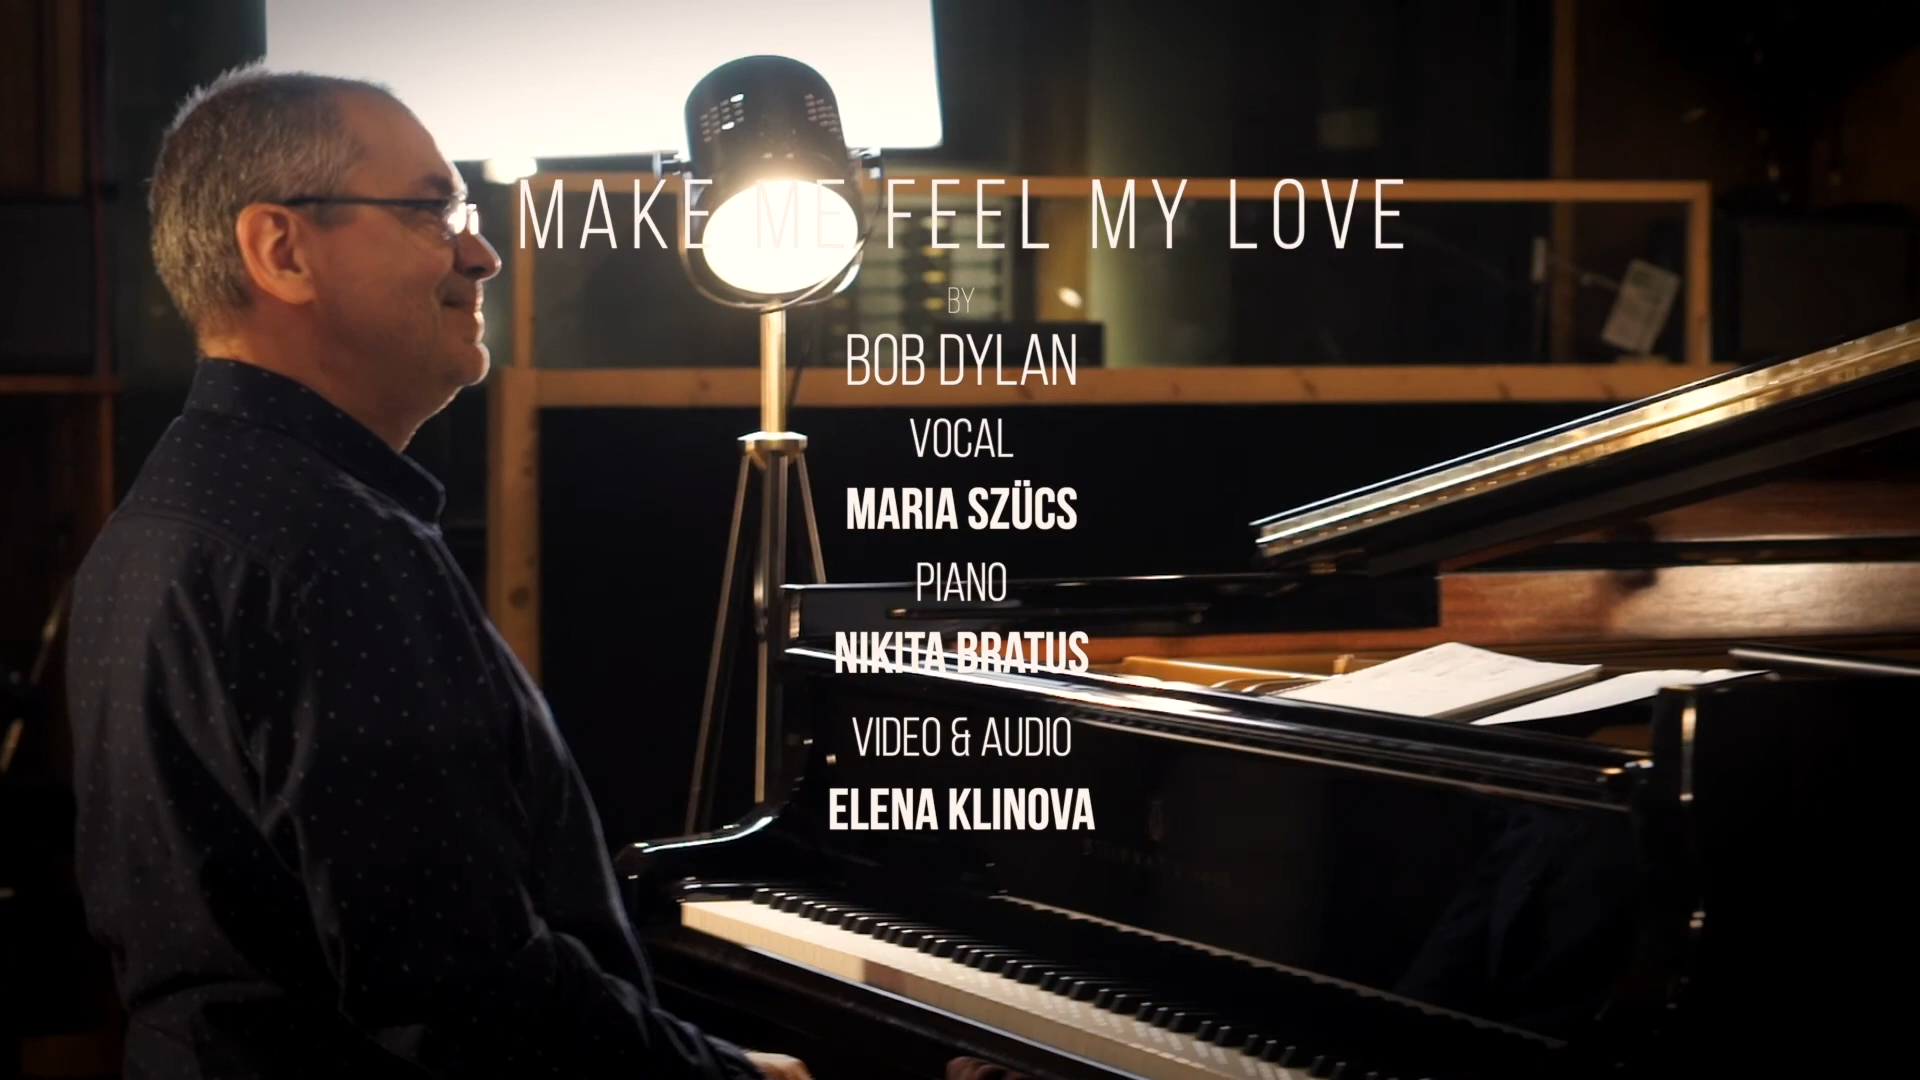 MAKE ME FEEL MY LOVE
BY
BOB DYLAN
VOCAL
MARIA SZÜCS
PIANO
NIKITA BRATUS
VIDEO & AUDIO
ELENA KLINOVA